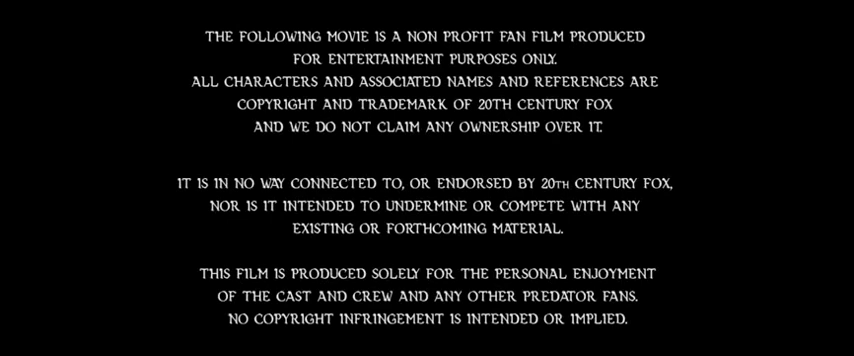 THE FOLLOWING MOVIE IS A NON PROFIT FAN FILM PRODUCED
FOR ENTERTAINMENT PURPOSES ONLY.
ALL CHARACTERS AND ASSOCIATED NAMES AND REFERENCES ARE
COPYRIGHT AND TRADEMARK OF 20TH CENTURY FOX
AND WE DO NOT CLAIM ANY OWNERSHIP OVER IT.
IT IS IN NO WAY CONNECTED TO, OR ENDORSED BY 20TH CENTURY FOX,
NOR IS IT INTENDED TO UNDERMINE OR COMPETE WITH ANY
EXISTING OR FORTHCOMING MATERIAL.
THIS FILM IS PRODUCED SOLELY FOR THE PERSONAL ENJOYMENT
OF THE CAST AND CREW AND ANY OTHER PREDATOR FANS.
NO COPYRIGHT INFRINGEMENT IS INTENDED OR IMPLIED.